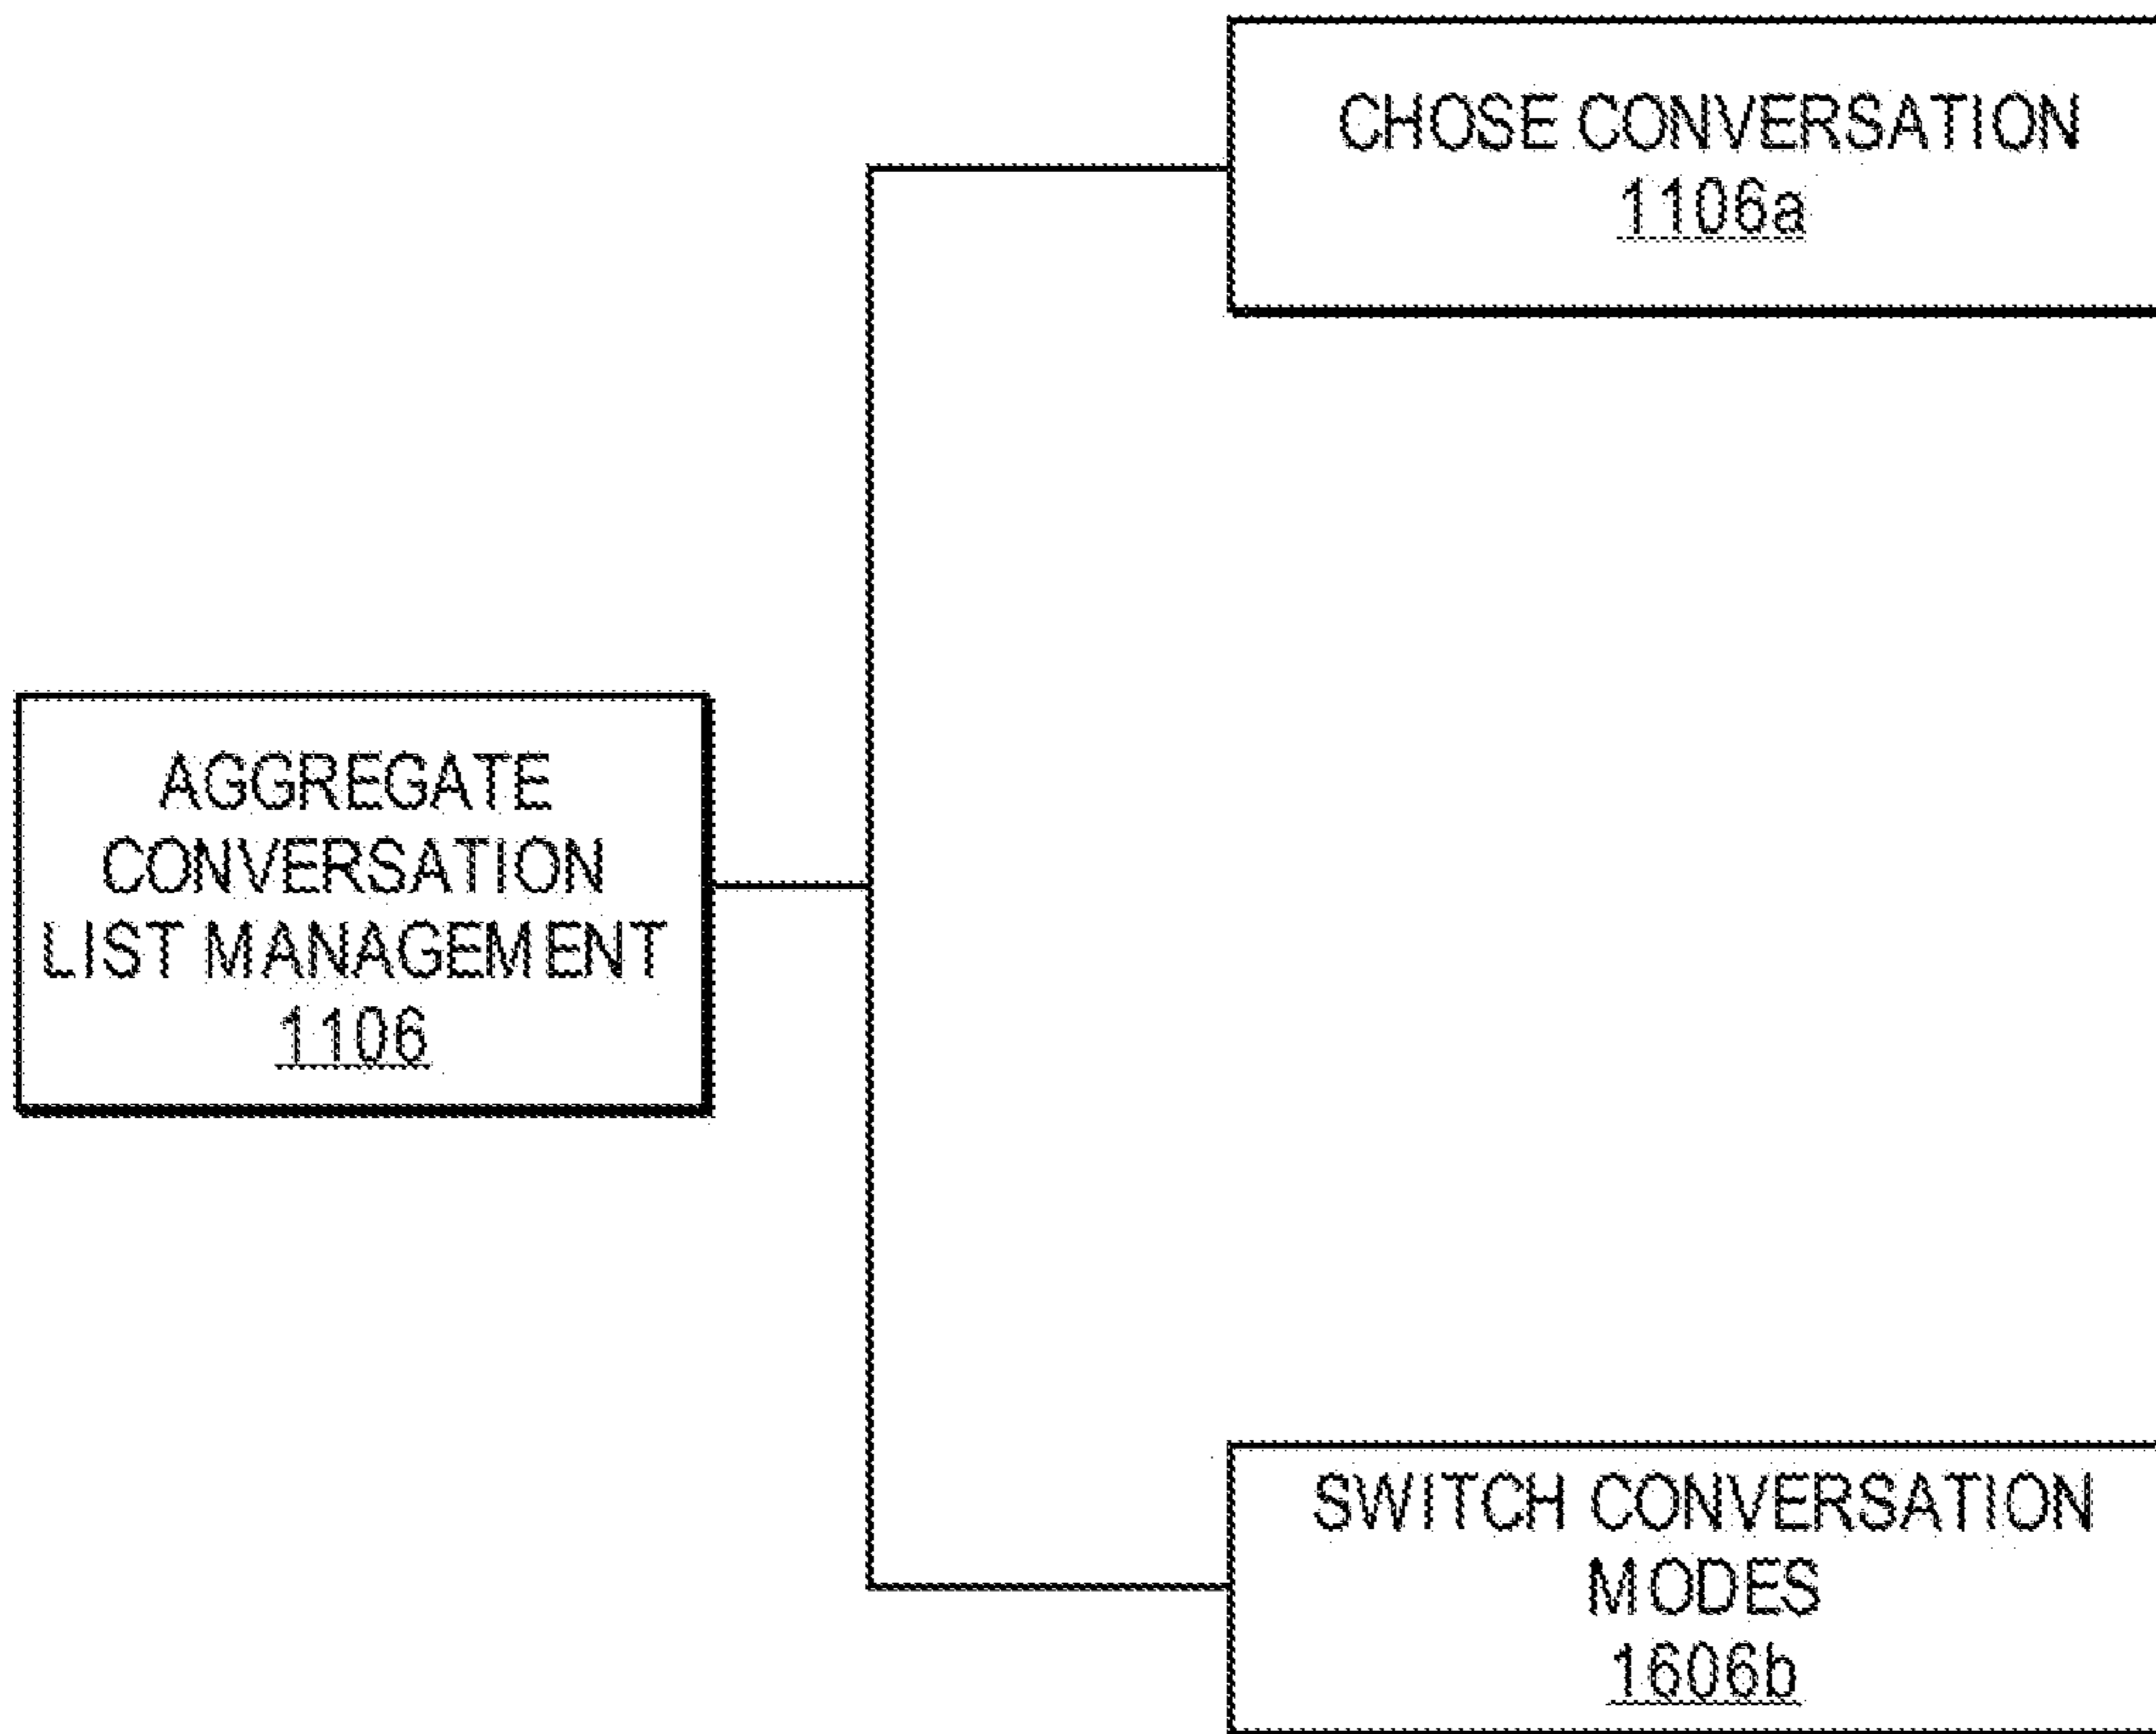 CHOSE CONVERSATION
1106a
AGGREGATE
CONVERSATION
LIST MANAGEMENT
1106
SWITCH CONVERSATION
MODES
1606b